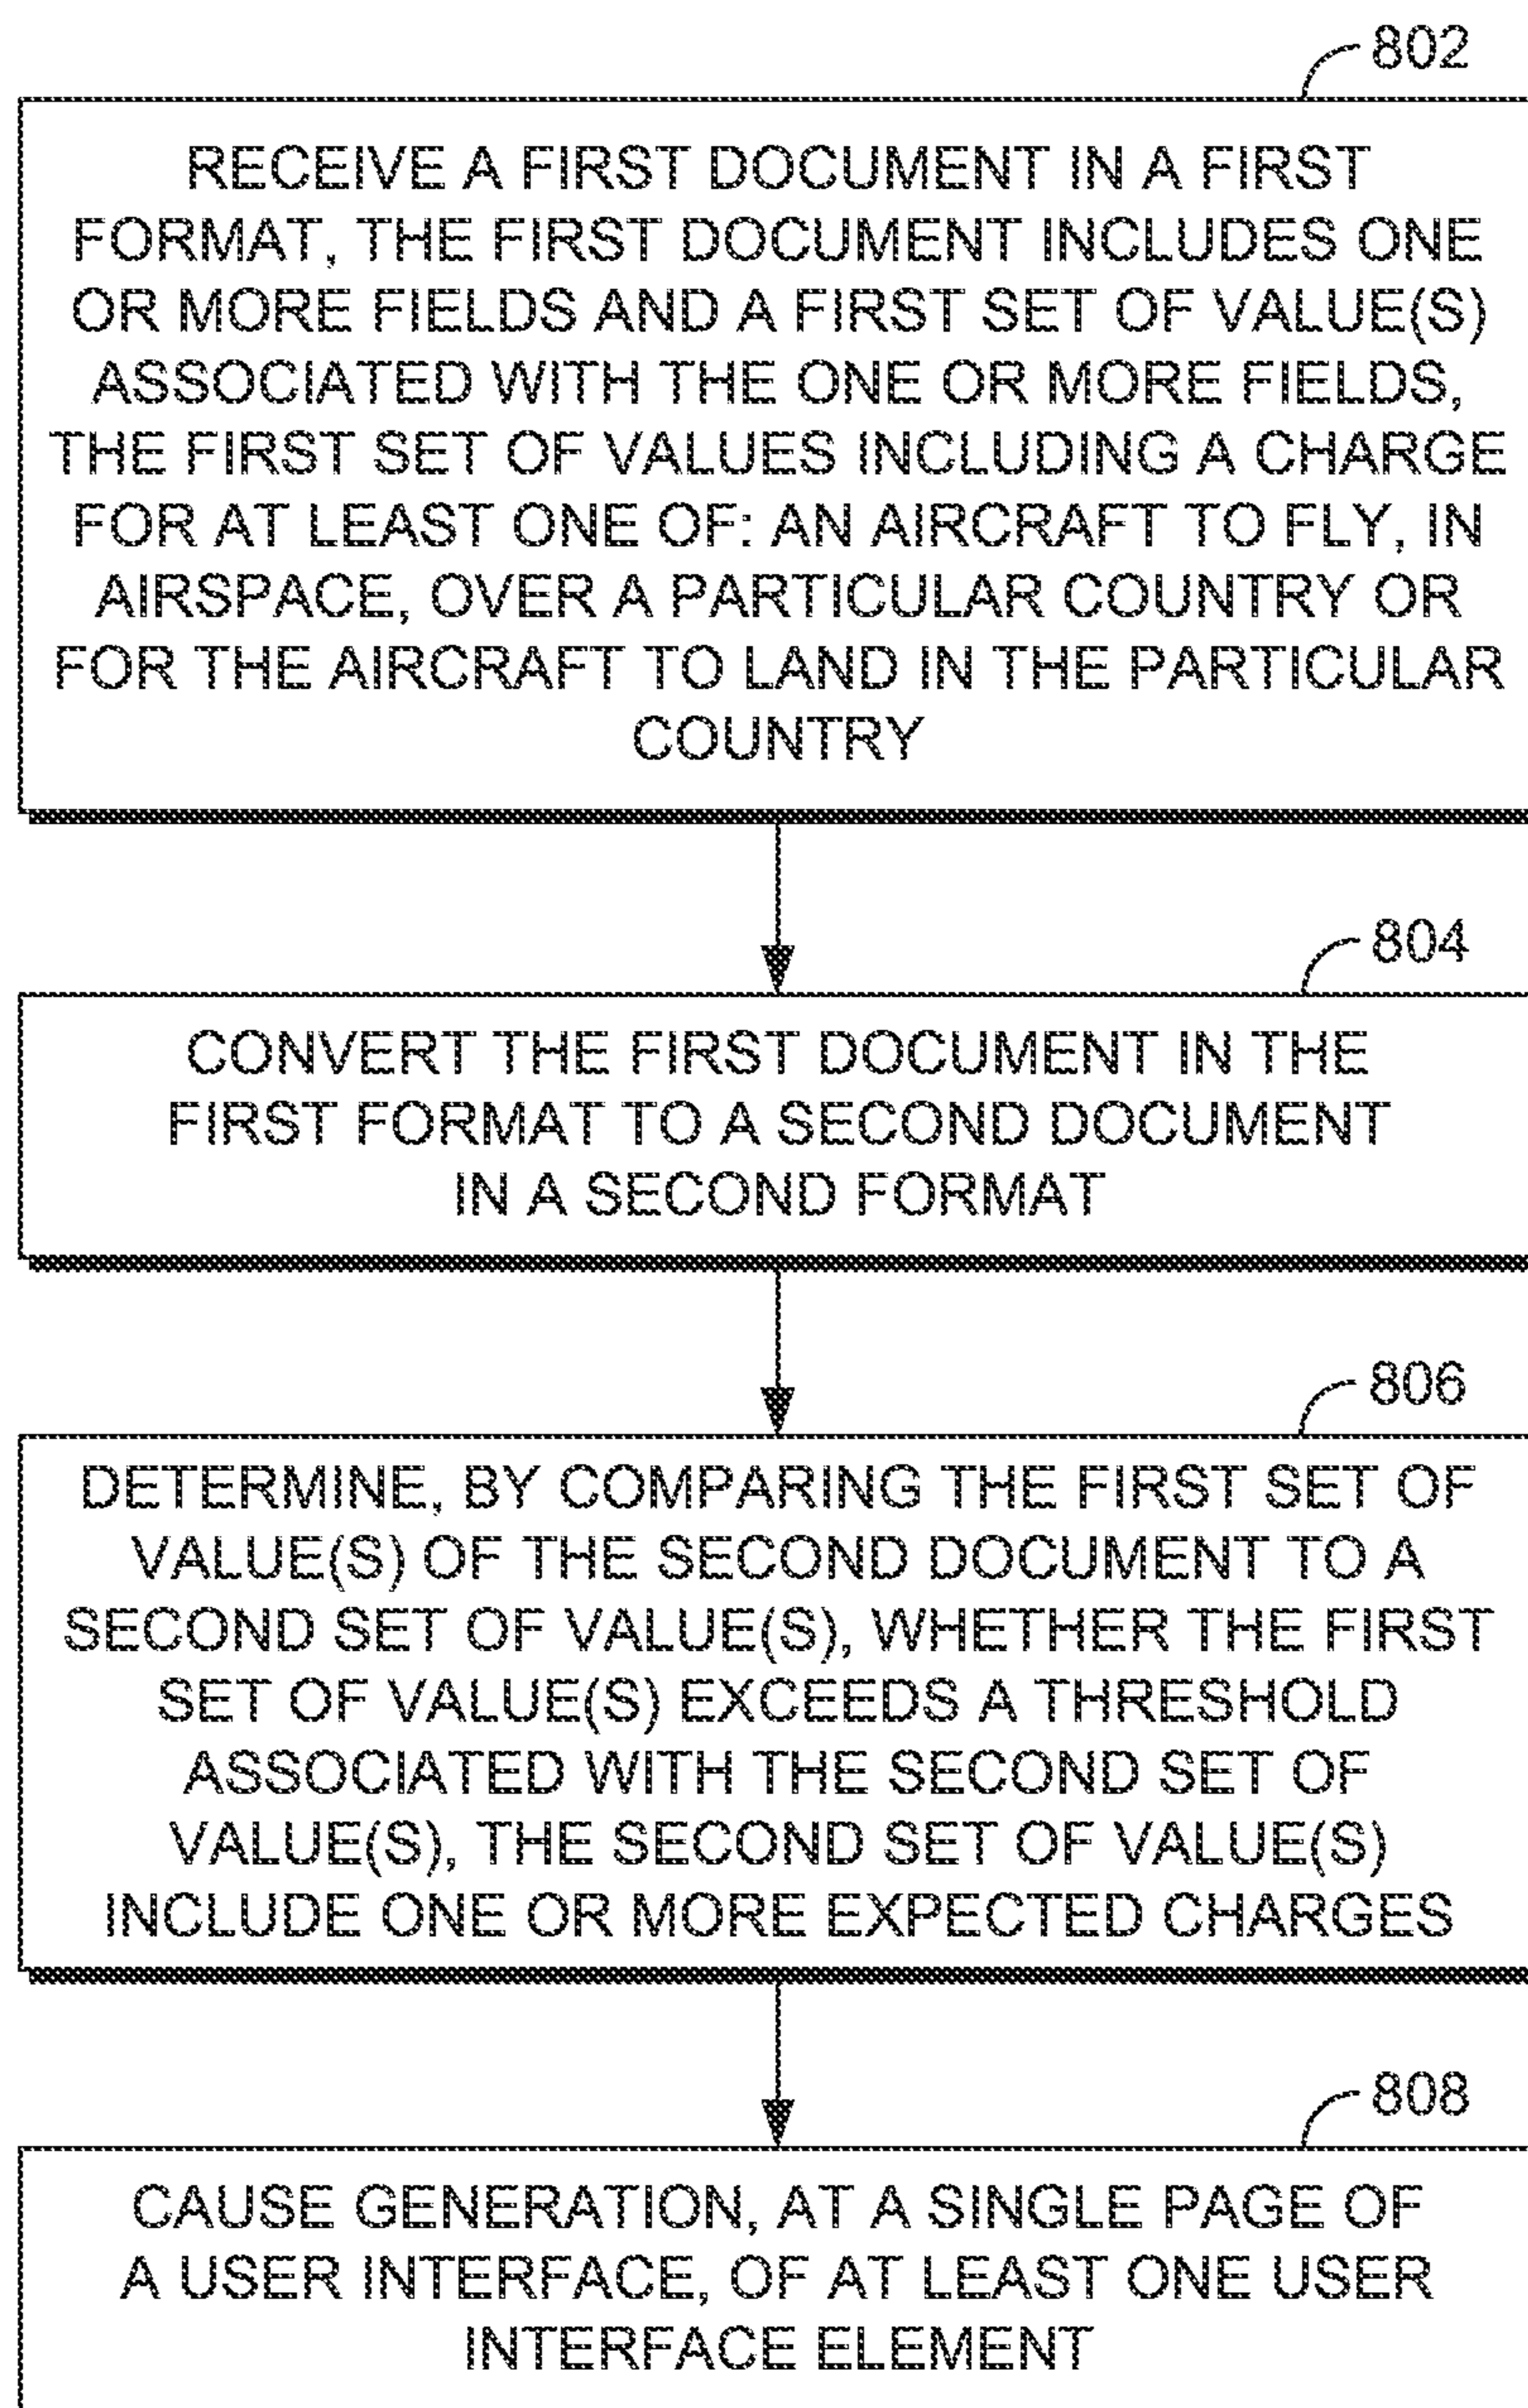 802
RECEIVE A FIRST DOCUMENT IN A FIRST
FORMAT, THE FIRST DOCUMENT INCLUDES ONE
OR MORE FIELDS AND A FIRST SET OF VALUE(S)
ASSOCIATED WITH THE ONE OR MORE FIELDS,
THE FIRST SET OF VALUES INCLUDING A CHARGE
FOR AT LEAST ONE OF: AN AIRCRAFT TO FLY, IN
AIRSPACE, OVER A PARTICULAR COUNTRY OR
FOR THE AIRCRAFT TO LAND IN THE PARTICULAR
COUNTRY
804
CONVERT THE FIRST DOCUMENT IN THE
FIRST FORMAT TO A SECOND DOCUMENT
IN A SECOND FORMAT
806
DETERMINE, BY COMPARING THE FIRST SET OF
VALUE(S) OF THE SECOND DOCUMENT TO A
SECOND SET OF VALUE(S), WHETHER THE FIRST
SET OF VALUE(S) EXCEEDS A THRESHOLD
ASSOCIATED WITH THE SECOND SET OF
VALUE(S), THE SECOND SET OF VALUE(S)
INCLUDE ONE OR MORE EXPECTED CHARGES
808
CAUSE GENERATION, AT A SINGLE PAGE OF
A USER INTERFACE, OF AT LEAST ONE USER
INTERFACE ELEMENT